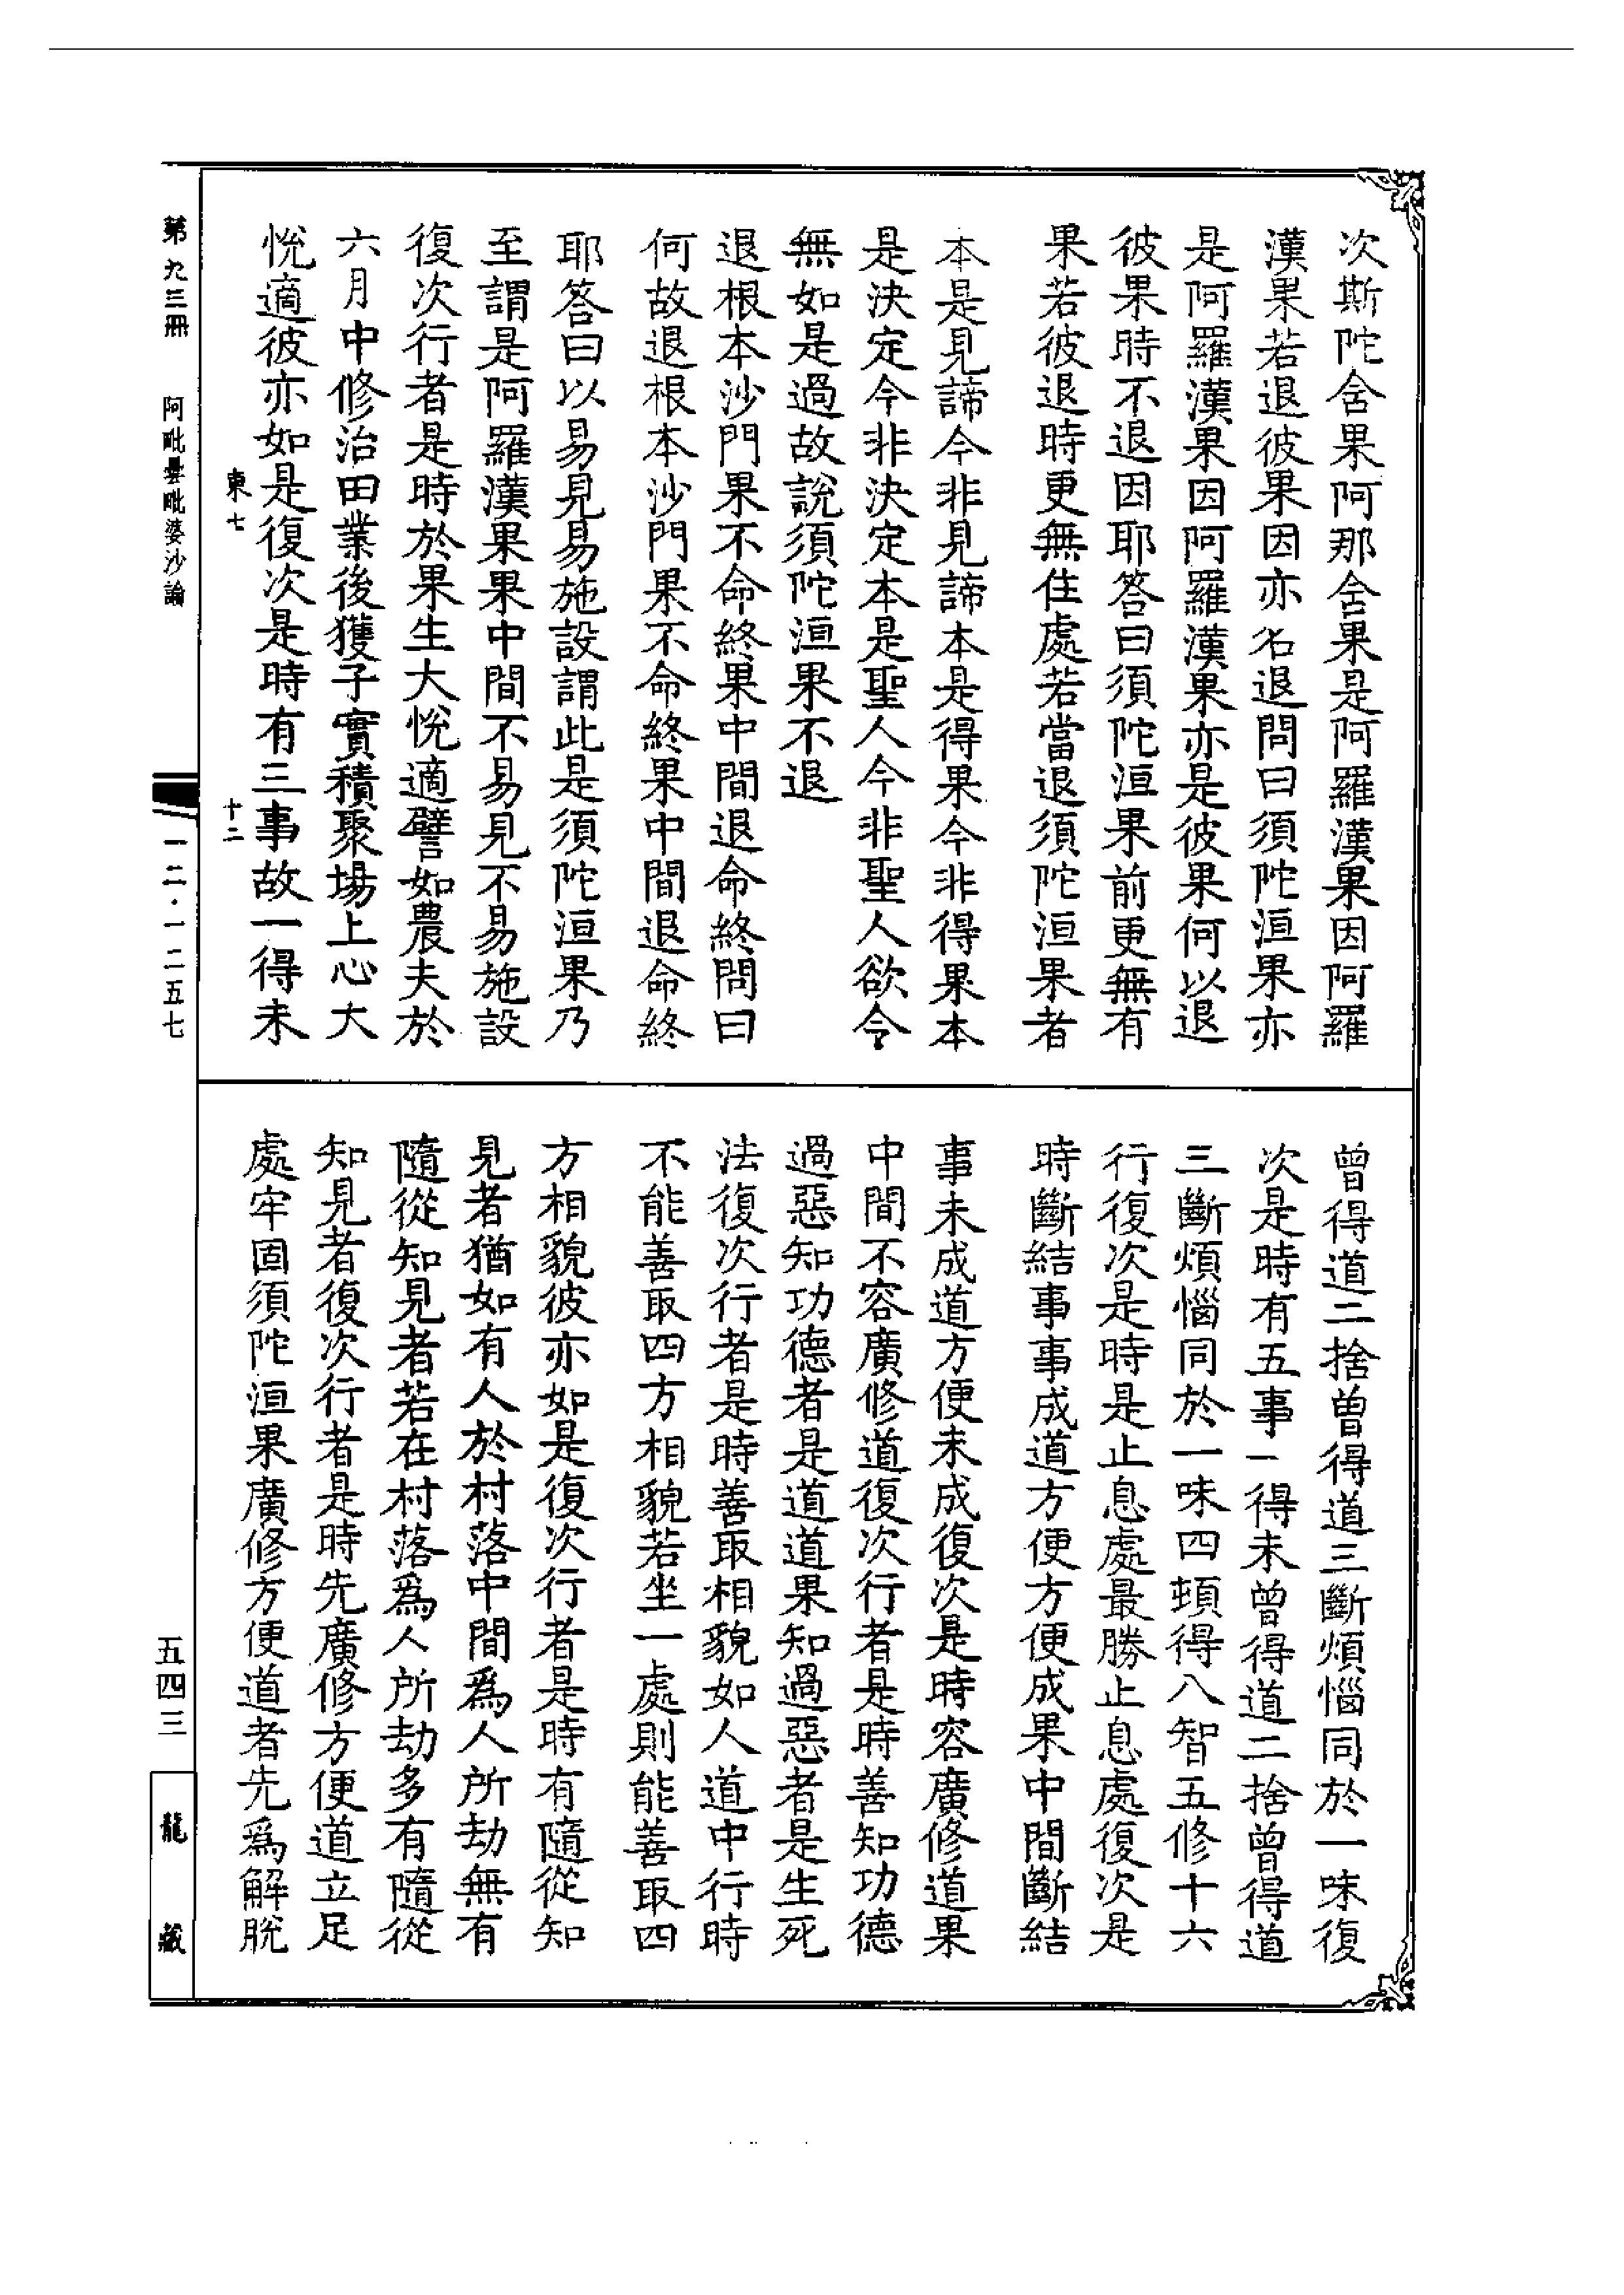 次斯陀舍果阿那舍果是阿羅漢果因阿羅
漢果若退彼果因亦名退問曰須陀洹果亦
是阿羅漢果因阿羅漢果亦是彼果何以退
彼果時不退因耶答曰須陀洹果前更無有
果若彼退時更無住處若當退須陀洹果者
本是見諦今非見諦本是得果今非得果本
是決定今非決定本是聖人今非聖人欲令
無如是過故說須陀洹果不退
退根本沙門果不命終果中間退命終問曰
何故退根本沙門果不命終果中間退命終
耶答曰以易見易施設謂此是須陀洹果乃
至謂是阿羅漢果果中間不易見不易施設
復次行者是時於果生大悅適譬如農夫於
六月中修治田業後獲子實積聚場上心大
悅適彼亦如是復次是時有三事故一得未
東七
十二
曾得道二捨曾得道三斷煩惱同於一味復
次是時有五事一得未曾得道二捨曾得道
三斷煩惱同於一味四頓得八智五修十六
行復次是時是止息處最勝止息處復次是
時斷結事事成道方便方便成果中間斷結
事未成道方便未成復次是時容廣修道果
中間不容廣修道復次行者是時善知功德
過惡知功德者是道道果知過惡者是生死
法復次行者是時善取相貌如人道中行時
不能善取四方相貌若坐一處則能善取四
方相貌彼亦如是復次行者是時有隨從知
見者猶如有人於村落中間為人所劫無有
隨從知見者若在村落為人所劫多有隨從
知見者復次行者是時先廣修方便道立足
處牢固須陀洹果廣修方便道者先為解脫
第九三冊 阿毗曇毗婆沙論
一二·一二五七
五四三
龍藏